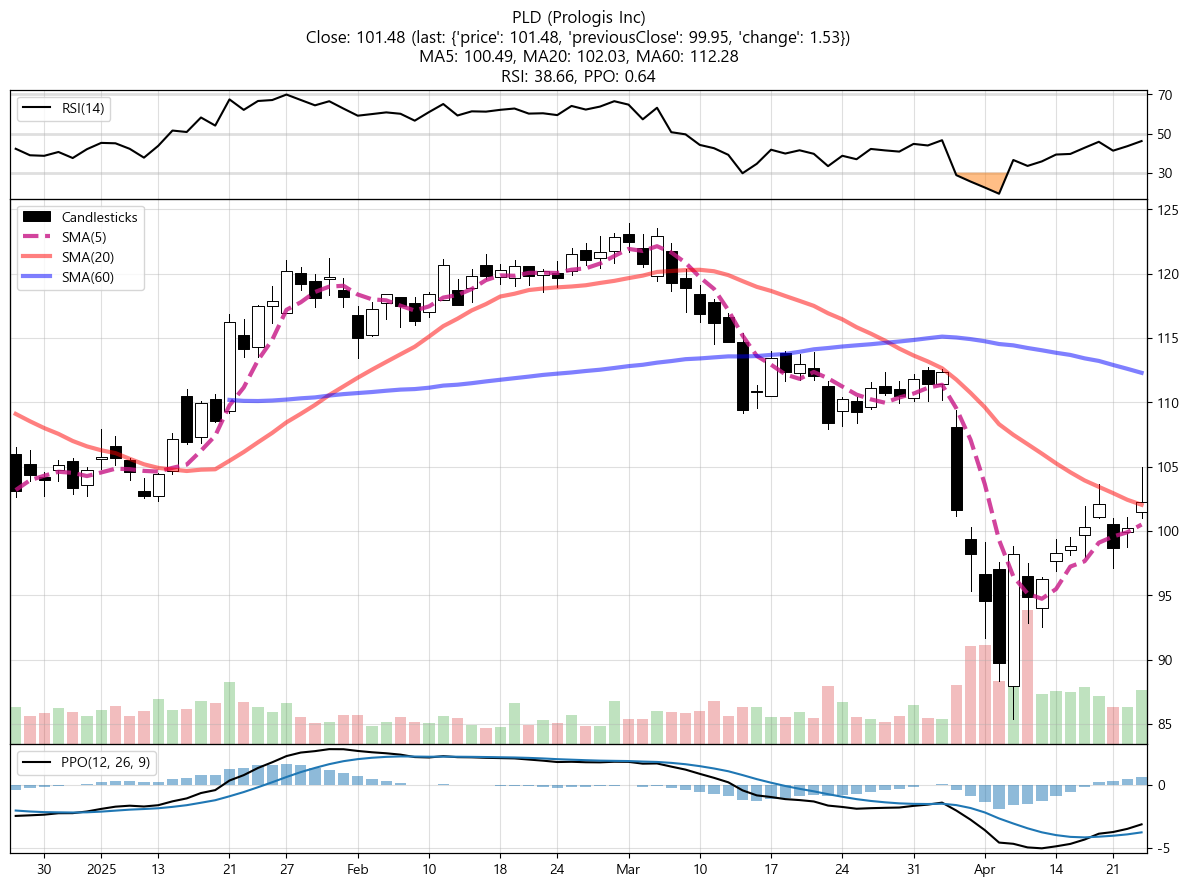 PLD (Prologis Inc)
Close: 101.48 (last: {'price': 101.48, 'previousClose': 99.95, 'change': 1.53})
MA5: 100.49, MA20: 102.03, MA60: 112.28
RSI: 38.66, PPO: 0.64
RSI(14)
70
50
30
Candlesticks
SMA(5)
SMA(20)
SMA(60)
125
120
115
110
105
100
95
90
85
PPO(12, 26, 9)
0
-5
30 2025 13 21 27 Feb 10 18 24 Mar 10 17 24 31 Apr 14 21